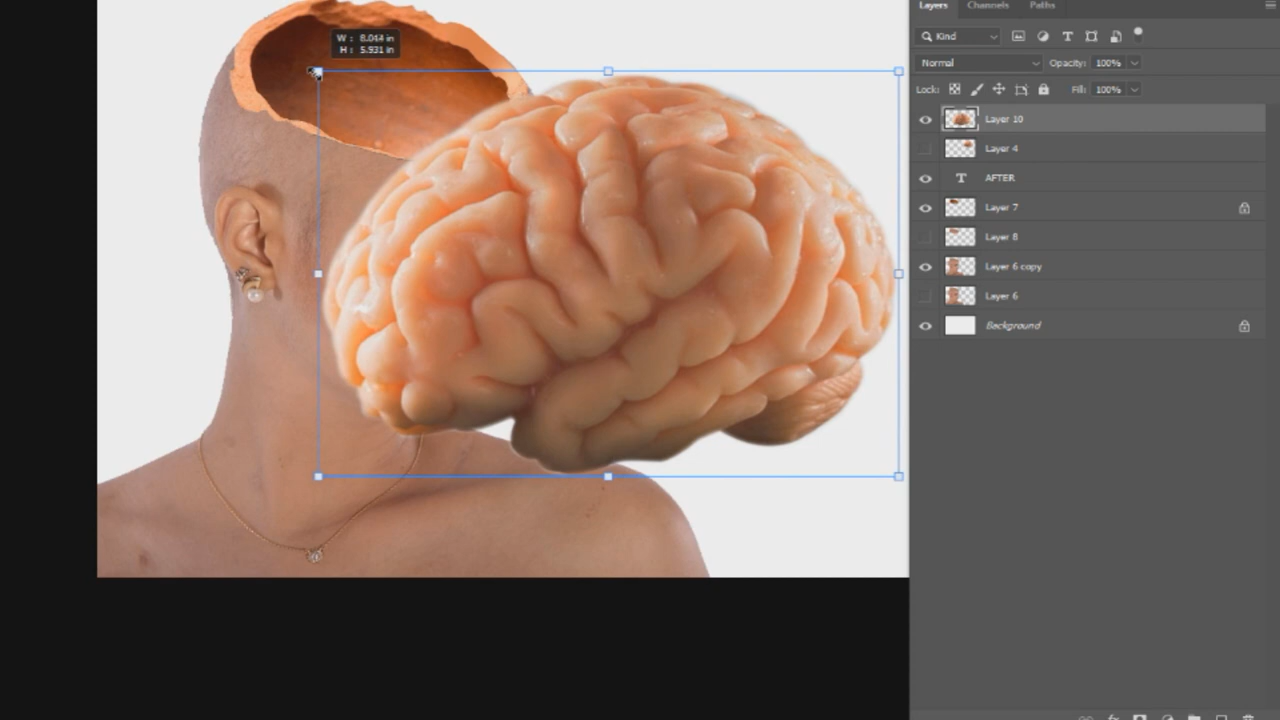 Layers Channels Paths
Kind
Normal Opacity: 100%
Lock: Fill: 100%
W : 8.043 in
H : 5.931 in
Layer 10
Layer 4
T AFTER
Layer 7
Layer 8
Layer 6 copy
Layer 6
Background